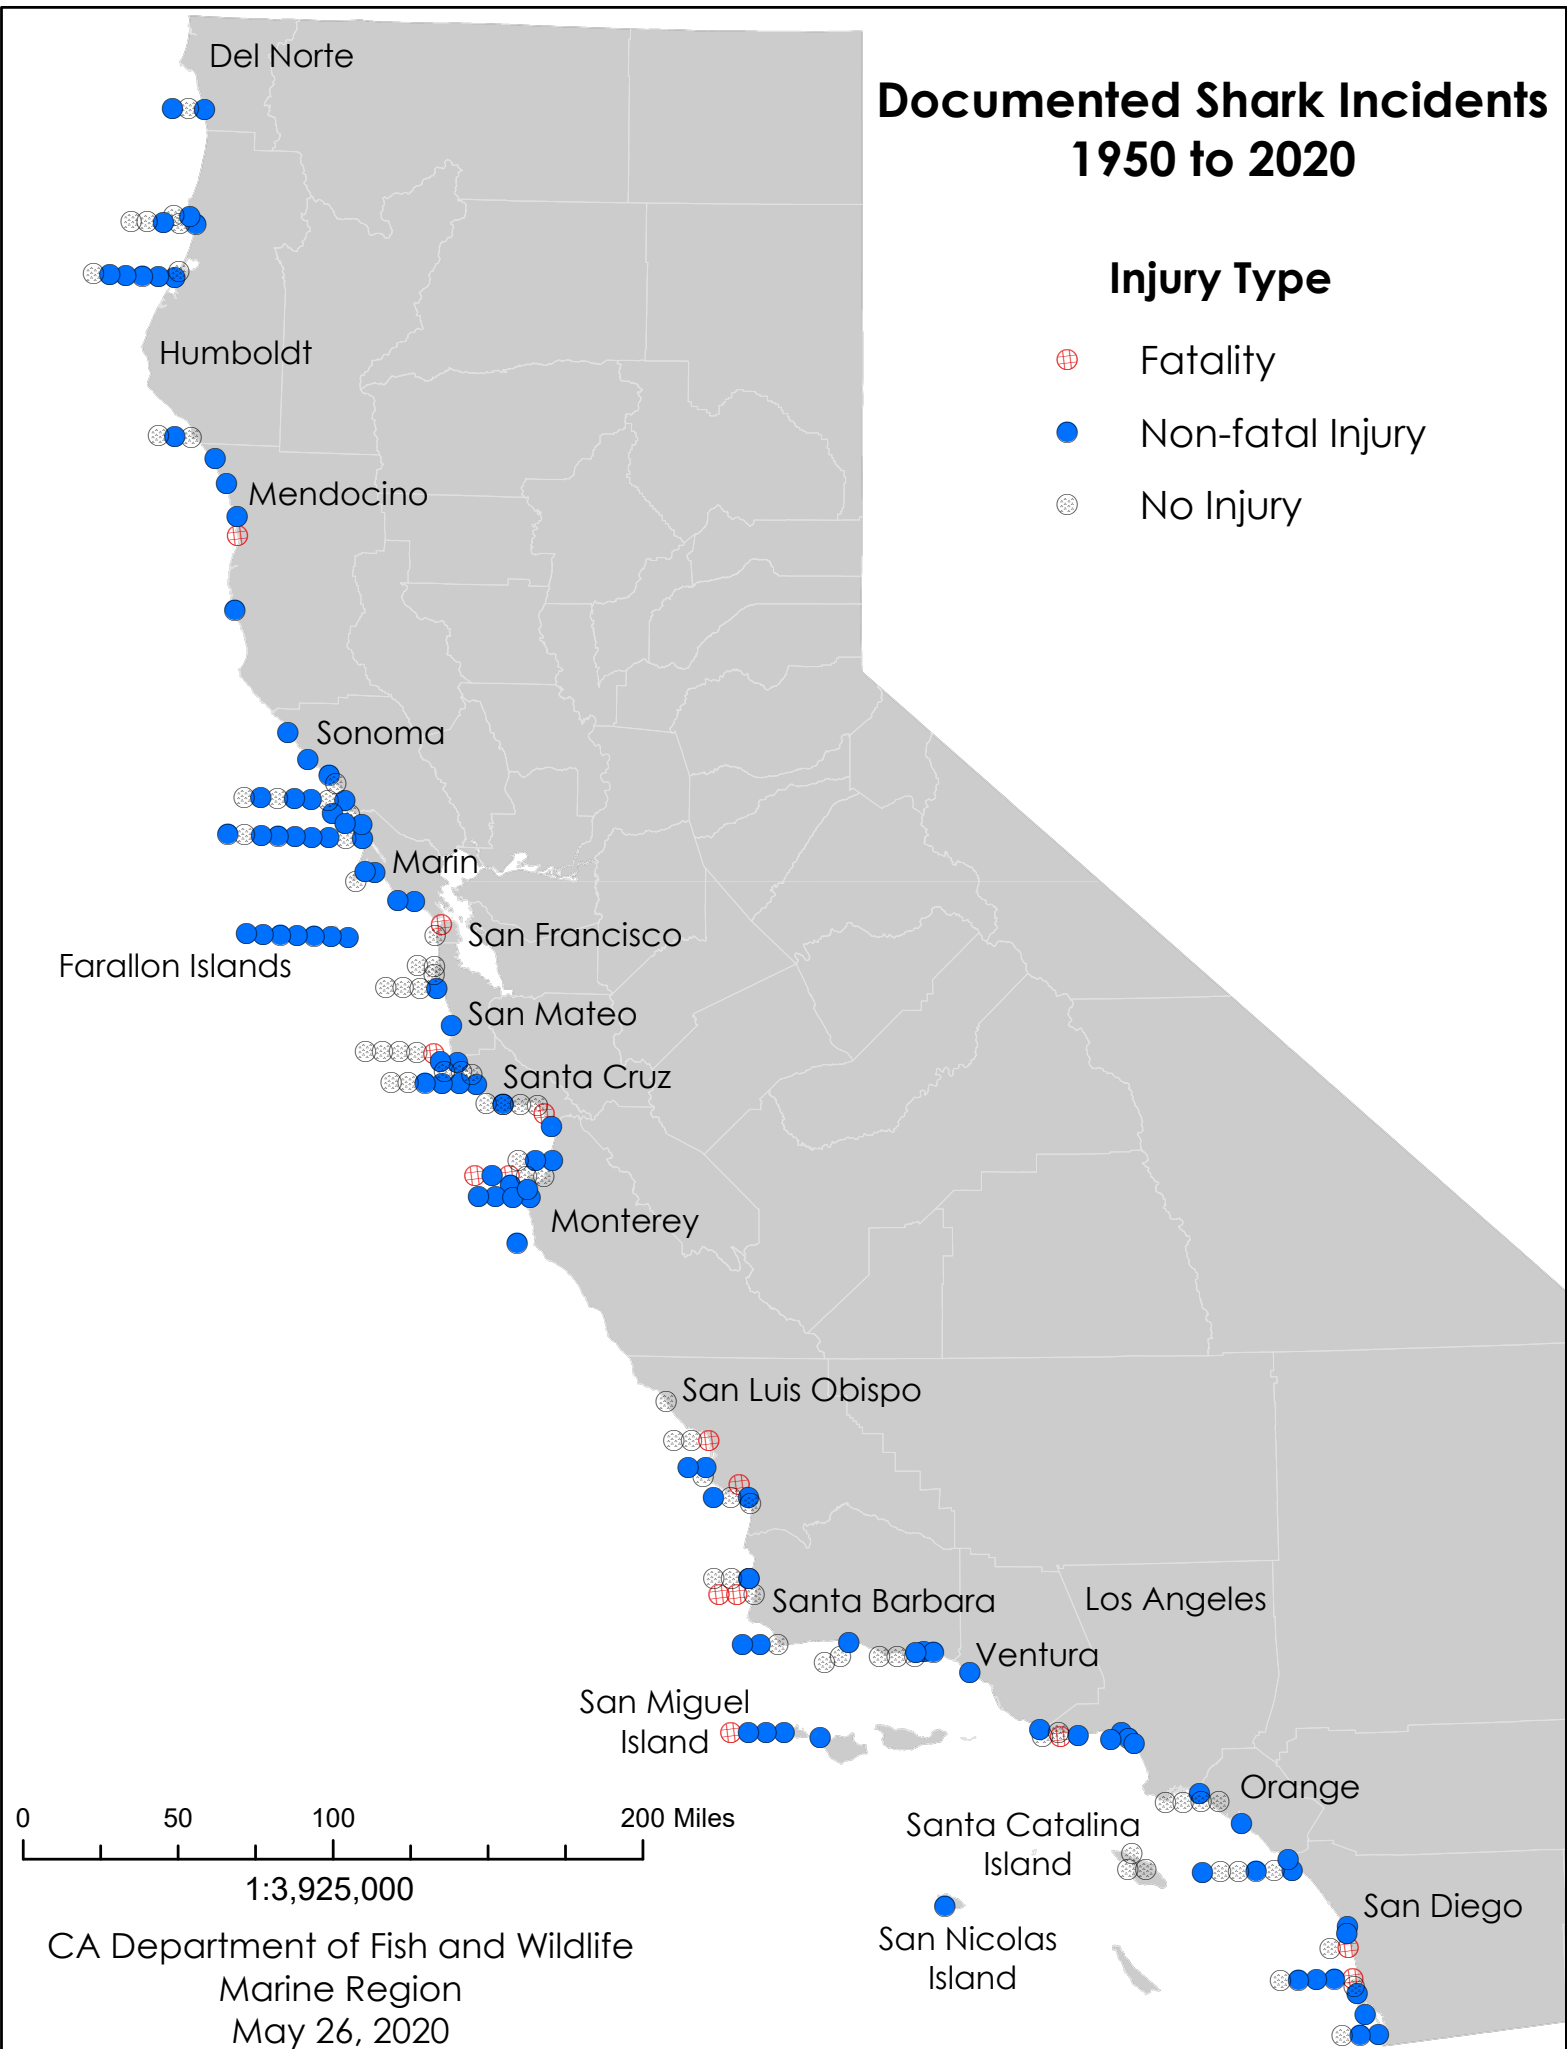 Documented Shark Incidents
1950 to 2020
Injury Type
Fatality
Non-fatal Injury
No Injury
Del Norte
Humboldt
Mendocino
Sonoma
Marin
San Francisco
Farallon Islands
San Mateo
Santa Cruz
Monterey
San Luis Obispo
Santa Barbara
Los Angeles
Ventura
San Miguel
Island
Orange
Santa Catalina
Island
San Diego
San Nicolas
Island
0 50 100 200 Miles
1:3,925,000
CA Department of Fish and Wildlife
Marine Region
May 26, 2020